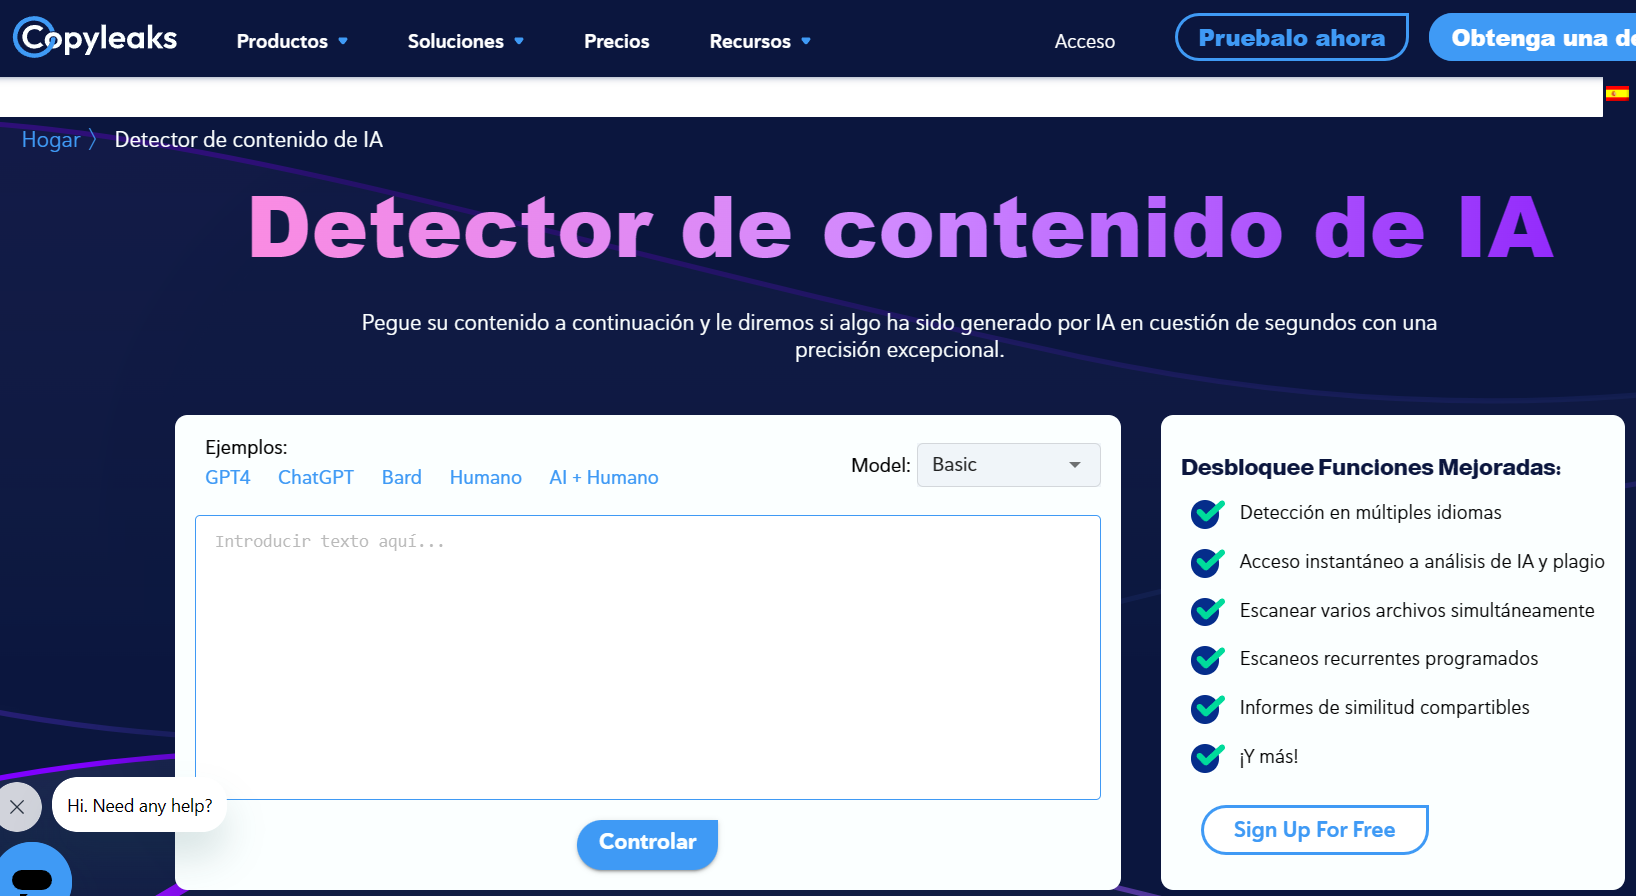 Copyleaks
Productos
Soluciones
Precios
Recursos
Acceso
Pruebalo ahora
Obtenga una
Hogar
Detector de contenido de IA
Detector de contenido de IA
Pegue su contenido a continuación y le diremos si algo ha sido generado por IA en cuestión de segundos con una
precisión excepcional.
Ejemplos:
GPT4 ChatGPT Bard Humano AI + Humano
Model: Basic
Introducir texto aquí...
Controlar
Desbloquee Funciones Mejoradas:
Detección en múltiples idiomas
Acceso instantáneo a análisis de IA y plagio
Escanear varios archivos simultáneamente
Escaneos recurrentes programados
Informes de similitud compartibles
¡Y más!
Sign Up For Free
Hi. Need any help?